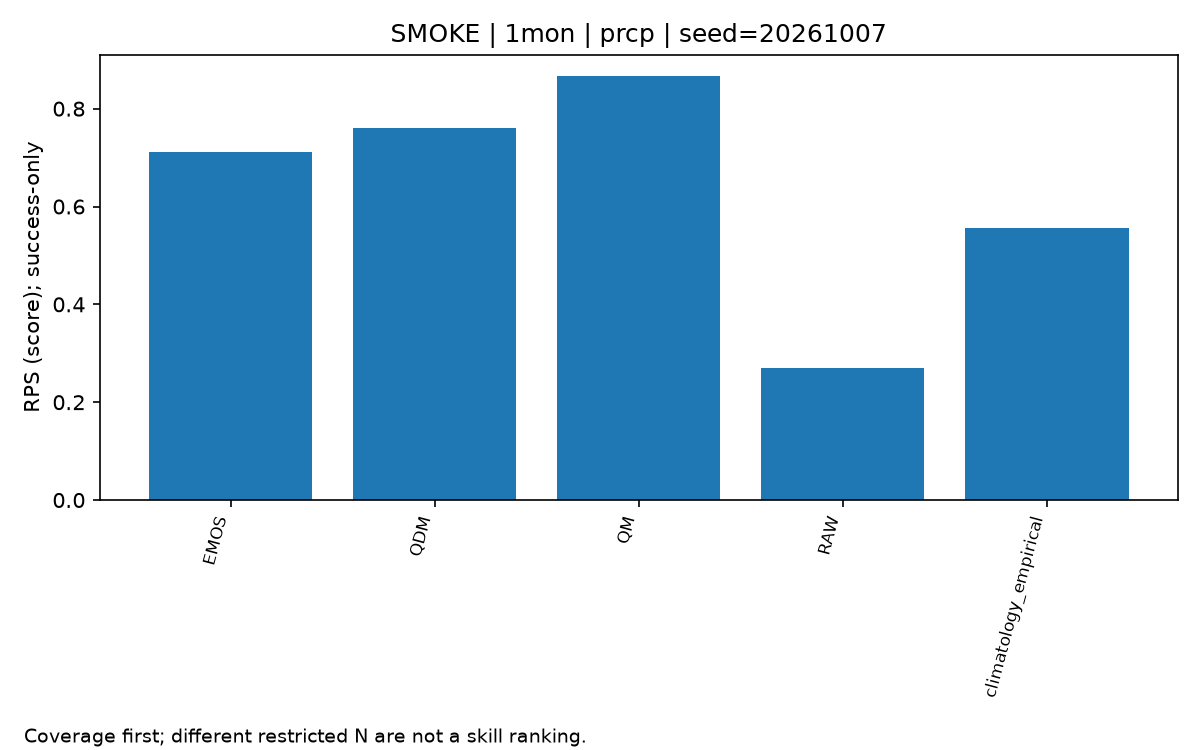 SMOKE | 1mon | prcp | seed=20261007
RPS (score); success-only
0.8
0.6
0.4
0.2
0.0
EMOS
QDM
QM
RAW
climatology_empirical
Coverage first; different restricted N are not a skill ranking.